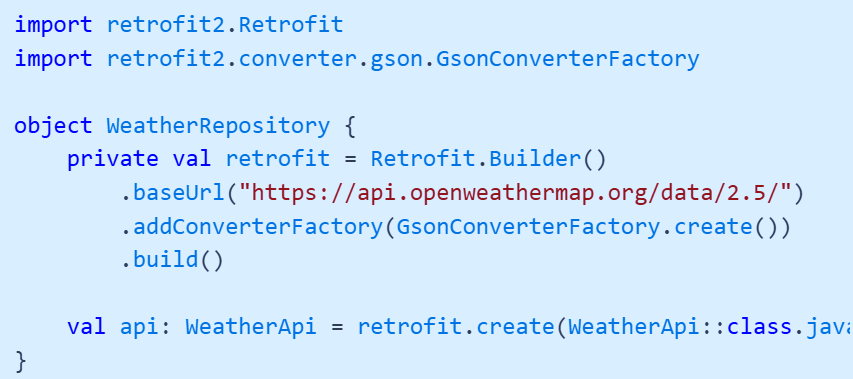 import retrofit2.Retrofit
import retrofit2.converter.gson.GsonConverterFactory
object WeatherRepository {
    private val retrofit = Retrofit.Builder()
        .baseUrl("https://api.openweathermap.org/data/2.5/")
        .addConverterFactory(GsonConverterFactory.create())
        .build()
    val api: WeatherApi = retrofit.create(WeatherApi::class.java
}